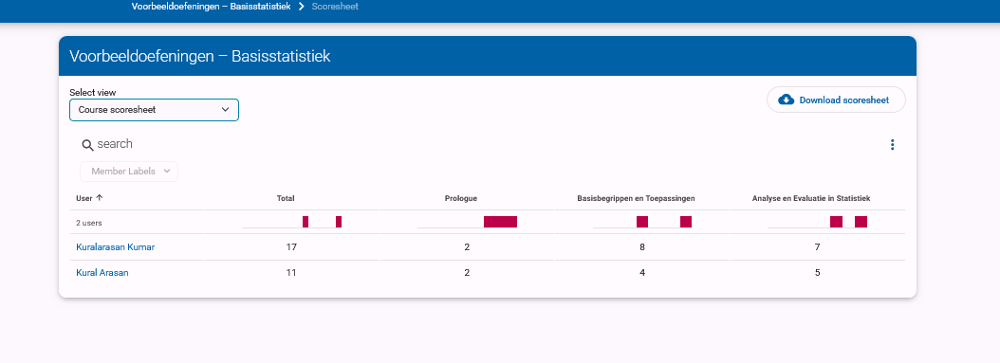 Voorbeeldoefeningen – Basisstatistiek > Scoresheet
Voorbeeldoefeningen – Basisstatistiek
Select view
Course scoresheet
Download scoresheet
search
Member Labels
User Total Prologue Basisbegrippen en Toepassingen Analyse en Evaluatie in Statistiek
2 users
Kuralarasan Kumar 17 2 8 7
Kural Arasan 11 2 4 5